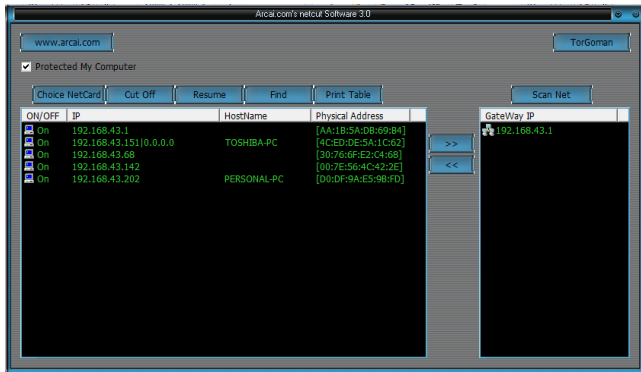 Arcai.com's netcut Software 3.0
www.arcai.com TorGoman
Protected My Computer
Choice NetCard Cut Off Resume Find Print Table Scan Net
ON/OFF IP HostName Physical Address GateWay IP
On 192.168.43.1 [AA:1B:5A:DB:69:B4] 192.168.43.1
On 192.168.43.151|0.0.0.0 TOSHIBA-PC [4C:ED:DE:5A:1C:62] >>
On 192.168.43.68 [30:76:6F:E2:C4:68]
On 192.168.43.142 [00:7E:56:4C:42:2E] <<
On 192.168.43.202 PERSONAL-PC [D0:DF:9A:E5:9B:FD]